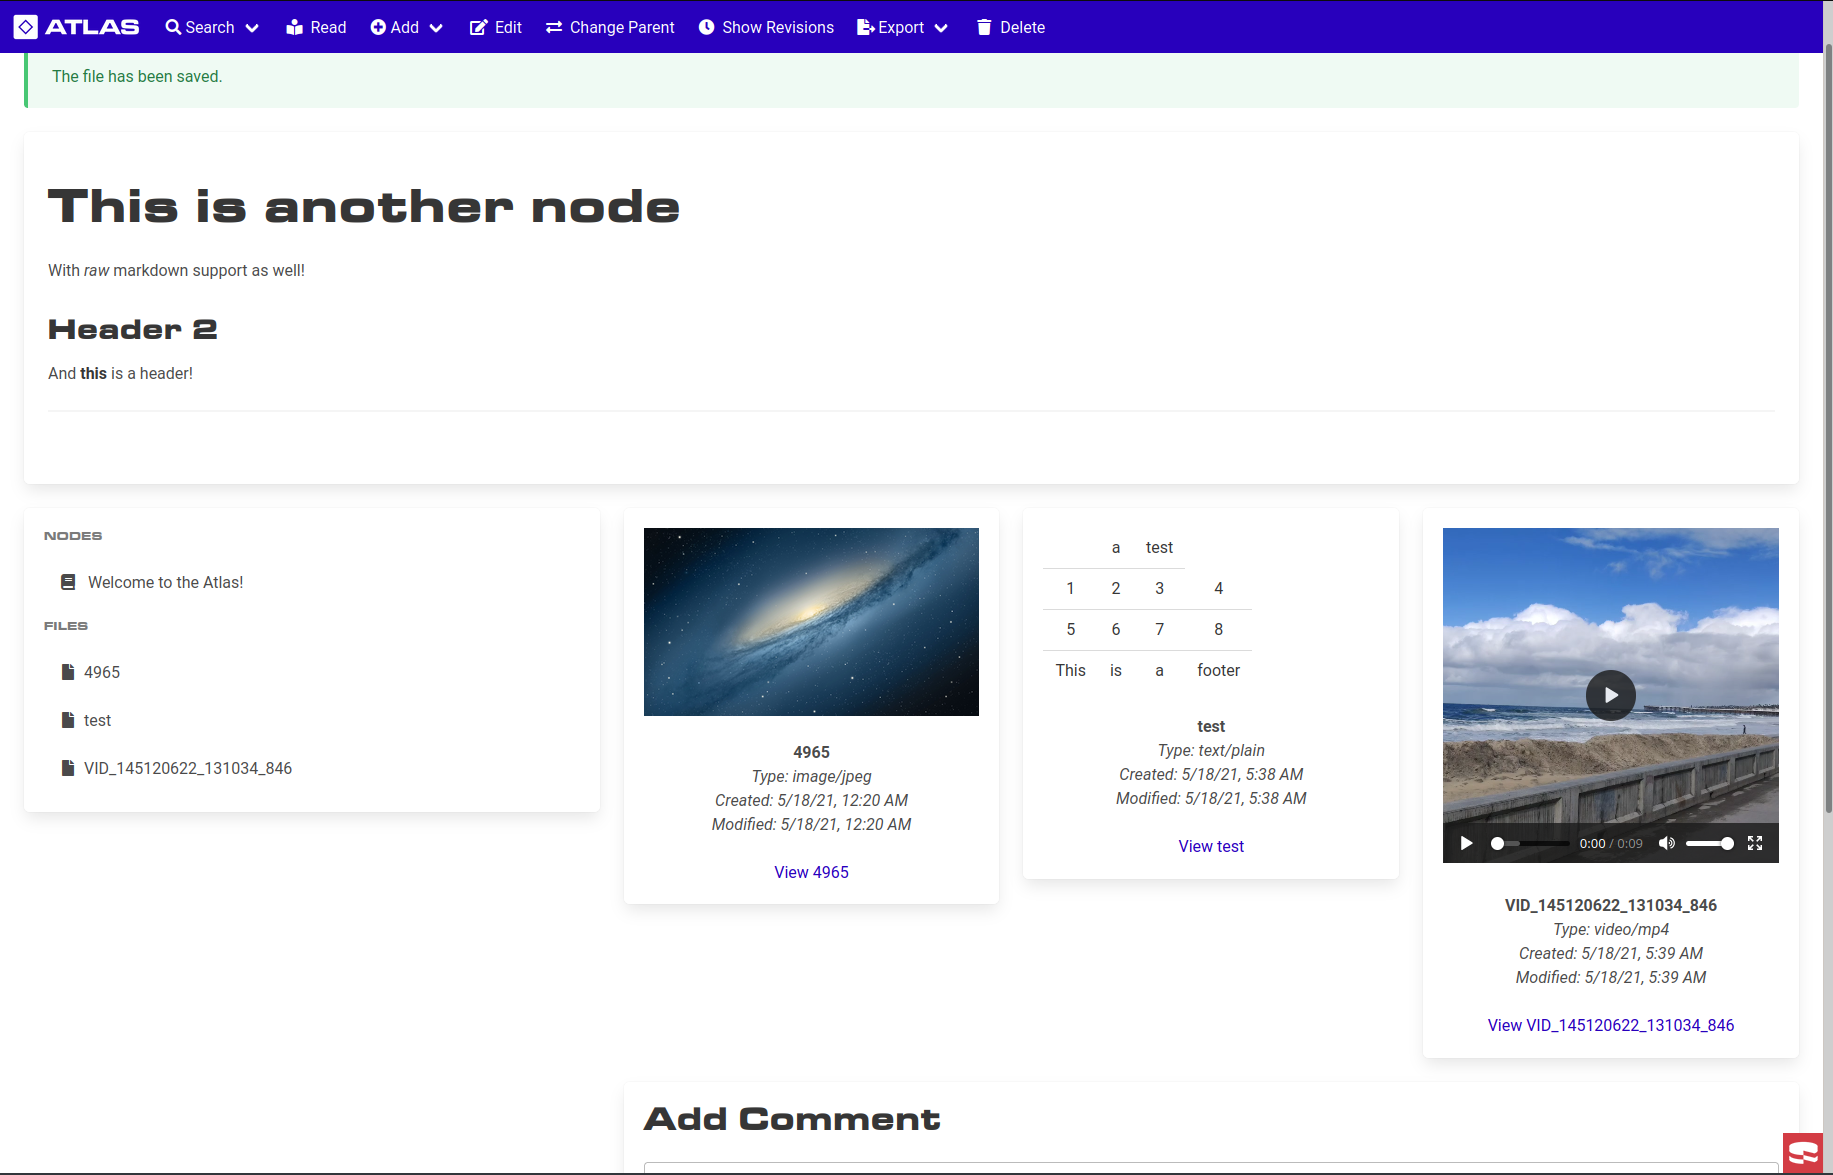 ATLAS Search Read Add Edit Change Parent Show Revisions Export Delete
The file has been saved.
This is another node
With raw markdown support as well!
Header 2
And this is a header!
NODES
Welcome to the Atlas!
FILES
4965
test
VID_145120622_131034_846
4965
Type: image/jpeg
Created: 5/18/21, 12:20 AM
Modified: 5/18/21, 12:20 AM
View 4965
a test
1 2 3 4
5 6 7 8
This is a footer
test
Type: text/plain
Created: 5/18/21, 5:38 AM
Modified: 5/18/21, 5:38 AM
View test
0:00 / 0:09
VID_145120622_131034_846
Type: video/mp4
Created: 5/18/21, 5:39 AM
Modified: 5/18/21, 5:39 AM
View VID_145120622_131034_846
Add Comment